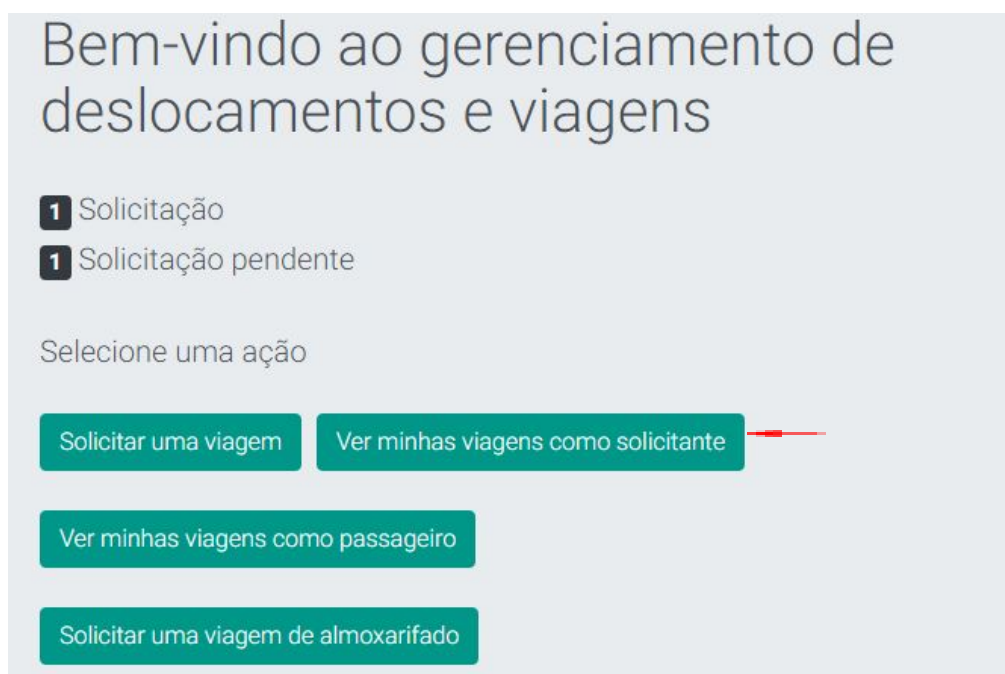 Bem-vindo ao gerenciamento de
deslocamentos e viagens
1 Solicitação
1 Solicitação pendente
Selecione uma ação
Solicitar uma viagem Ver minhas viagens como solicitante
Ver minhas viagens como passageiro
Solicitar uma viagem de almoxarifado